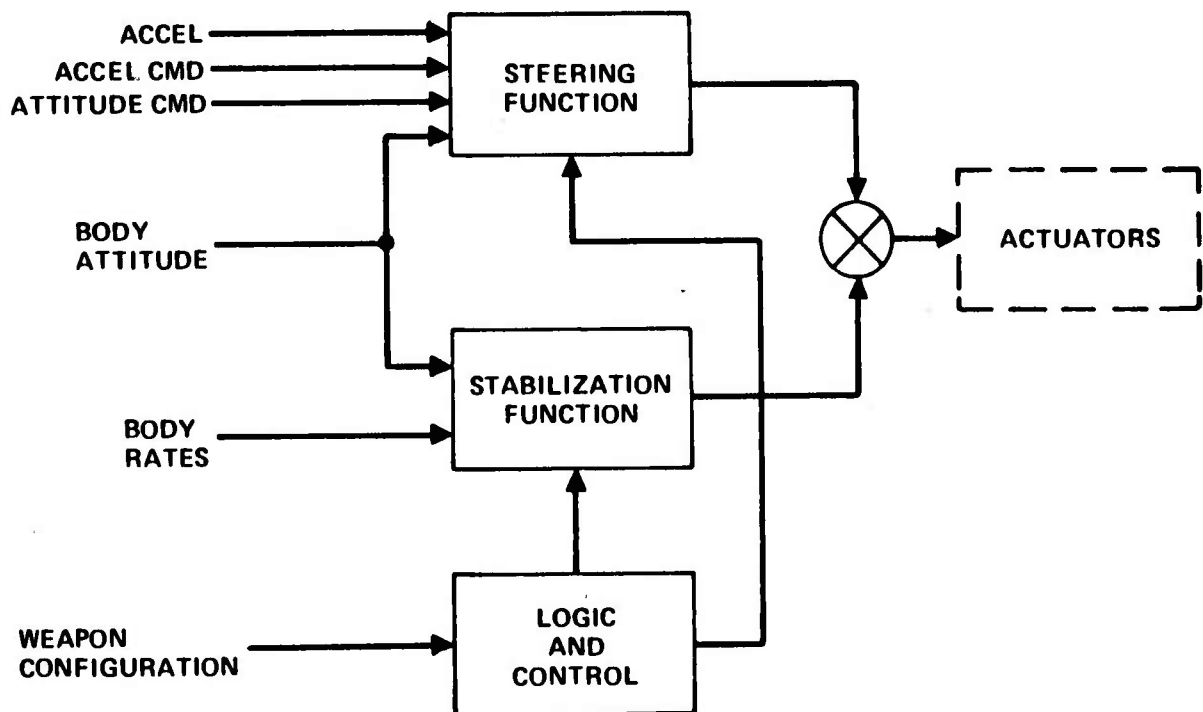 ACCEL
ACCEL CMD
ATTITUDE CMD
STEERING
FUNCTION
BODY
ATTITUDE
ACTUATORS
STABILIZATION
FUNCTION
BODY
RATES
WEAPON
CONFIGURATION
LOGIC
AND
CONTROL